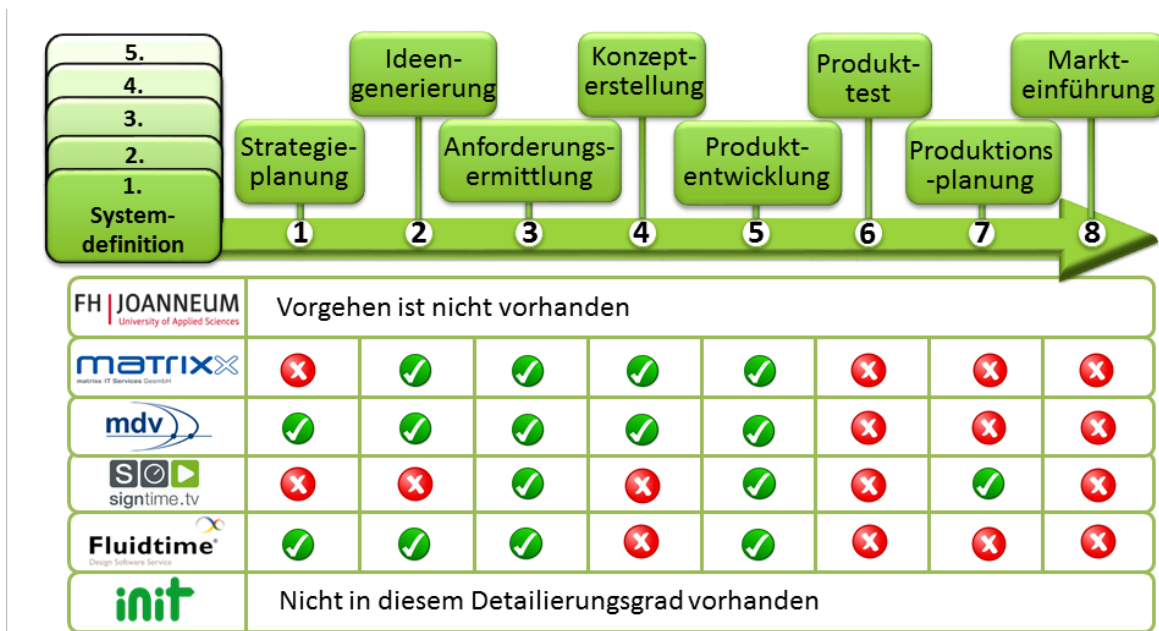 5.
4.
3.
2.
1.
System-
definition
Strategie-
planung
Ideen-
generierung
Anforderungs-
ermittlung
Konzept-
erstellung
Produkt-
entwicklung
Produkt-
test
Produktions
-planung
Markt-
einführung
1 2 3 4 5 6 7 8
FH | JOANNEUM
University of Applied Sciences
Vorgehen ist nicht vorhanden
matrixx
matrixx IT Services GesmbH
mdv
S
signtime.tv
Fluidtime
Design Software Service
init
Nicht in diesem Detailierungsgrad vorhanden